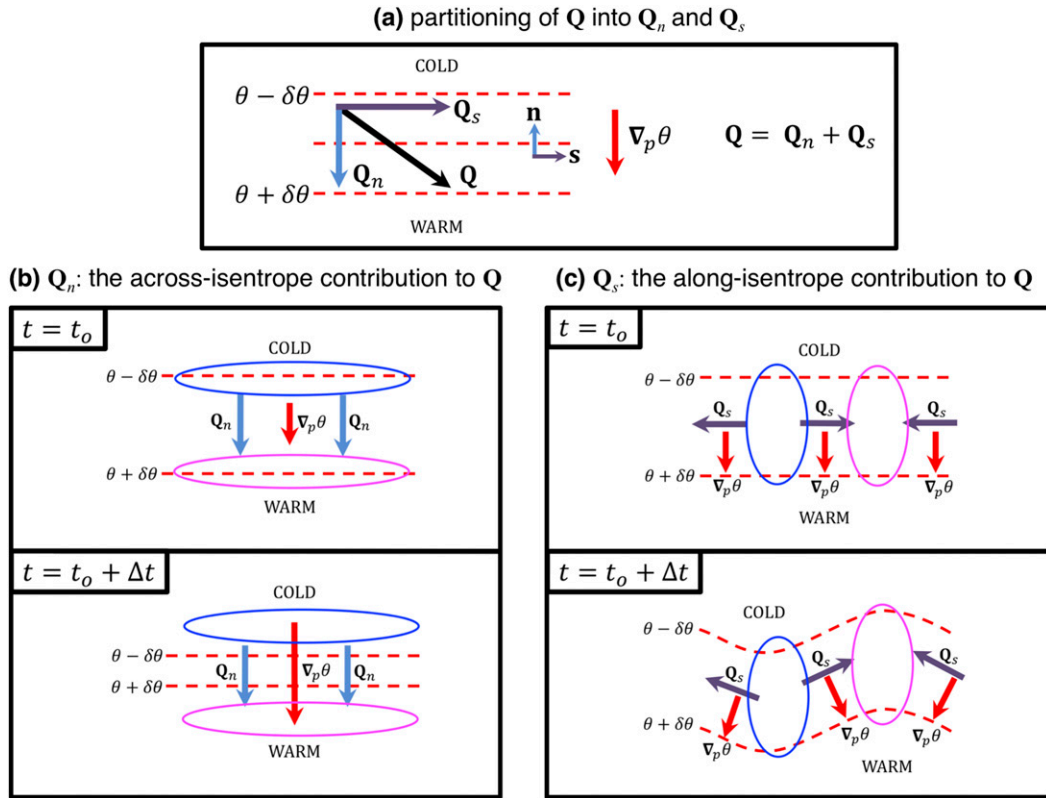 (a) partitioning of Q into Qₙ and Qₛ
COLD
θ − δθ
Qₛ
n
s
∇ₚθ
Q = Qₙ + Qₛ
Qₙ
Q
θ + δθ
WARM
(b) Qₙ: the across-isentrope contribution to Q
t = tₒ
COLD
θ − δθ
Qₙ
∇ₚθ
Qₙ
θ + δθ
WARM
t = tₒ + Δt
COLD
θ − δθ
Qₙ
∇ₚθ
Qₙ
θ + δθ
WARM
(c) Qₛ: the along-isentrope contribution to Q
t = tₒ
COLD
θ − δθ
Qₛ
Qₛ
Qₛ
θ + δθ
∇ₚθ
∇ₚθ
∇ₚθ
WARM
t = tₒ + Δt
COLD
θ − δθ
Qₛ
Qₛ
Qₛ
θ + δθ
∇ₚθ
∇ₚθ
∇ₚθ
WARM